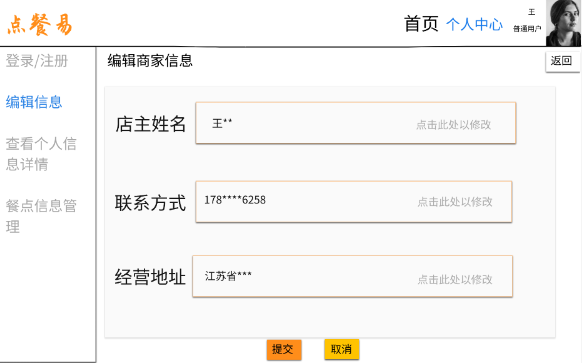 点餐易
首页 个人中心
王
普通用户
登录/注册
编辑信息
查看个人信
息详情
餐点信息管
理
编辑商家信息
返回
店主姓名 王** 点击此处以修改
联系方式 178****6258 点击此处以修改
经营地址 江苏省*** 点击此处以修改
提交 取消